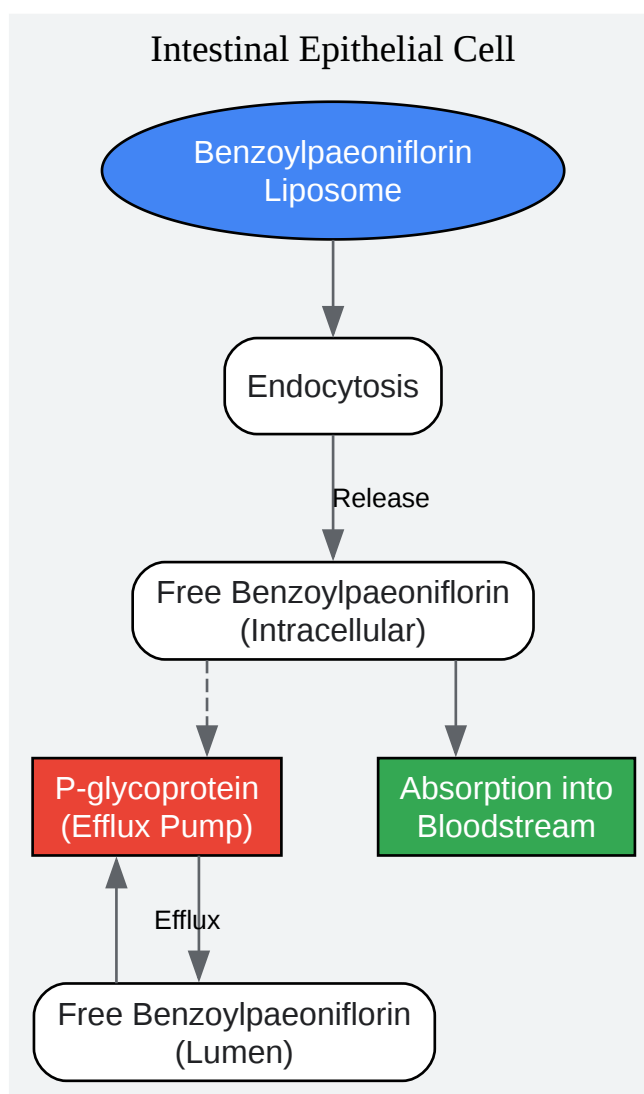 Intestinal Epithelial Cell
Benzoylpaeoniflorin
Liposome
Endocytosis
Release
Free Benzoylpaeoniflorin
(Intracellular)
P-glycoprotein
(Efflux Pump)
Absorption into
Bloodstream
Efflux
Free Benzoylpaeoniflorin
(Lumen)